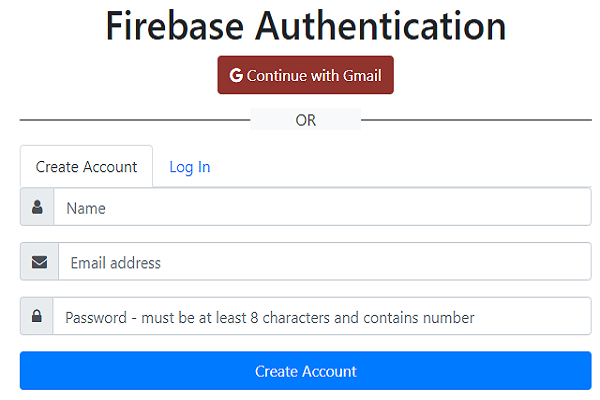 Firebase Authentication
Continue with Gmail
OR
Create Account Log In
Name
Email address
Password - must be at least 8 characters and contains number
Create Account